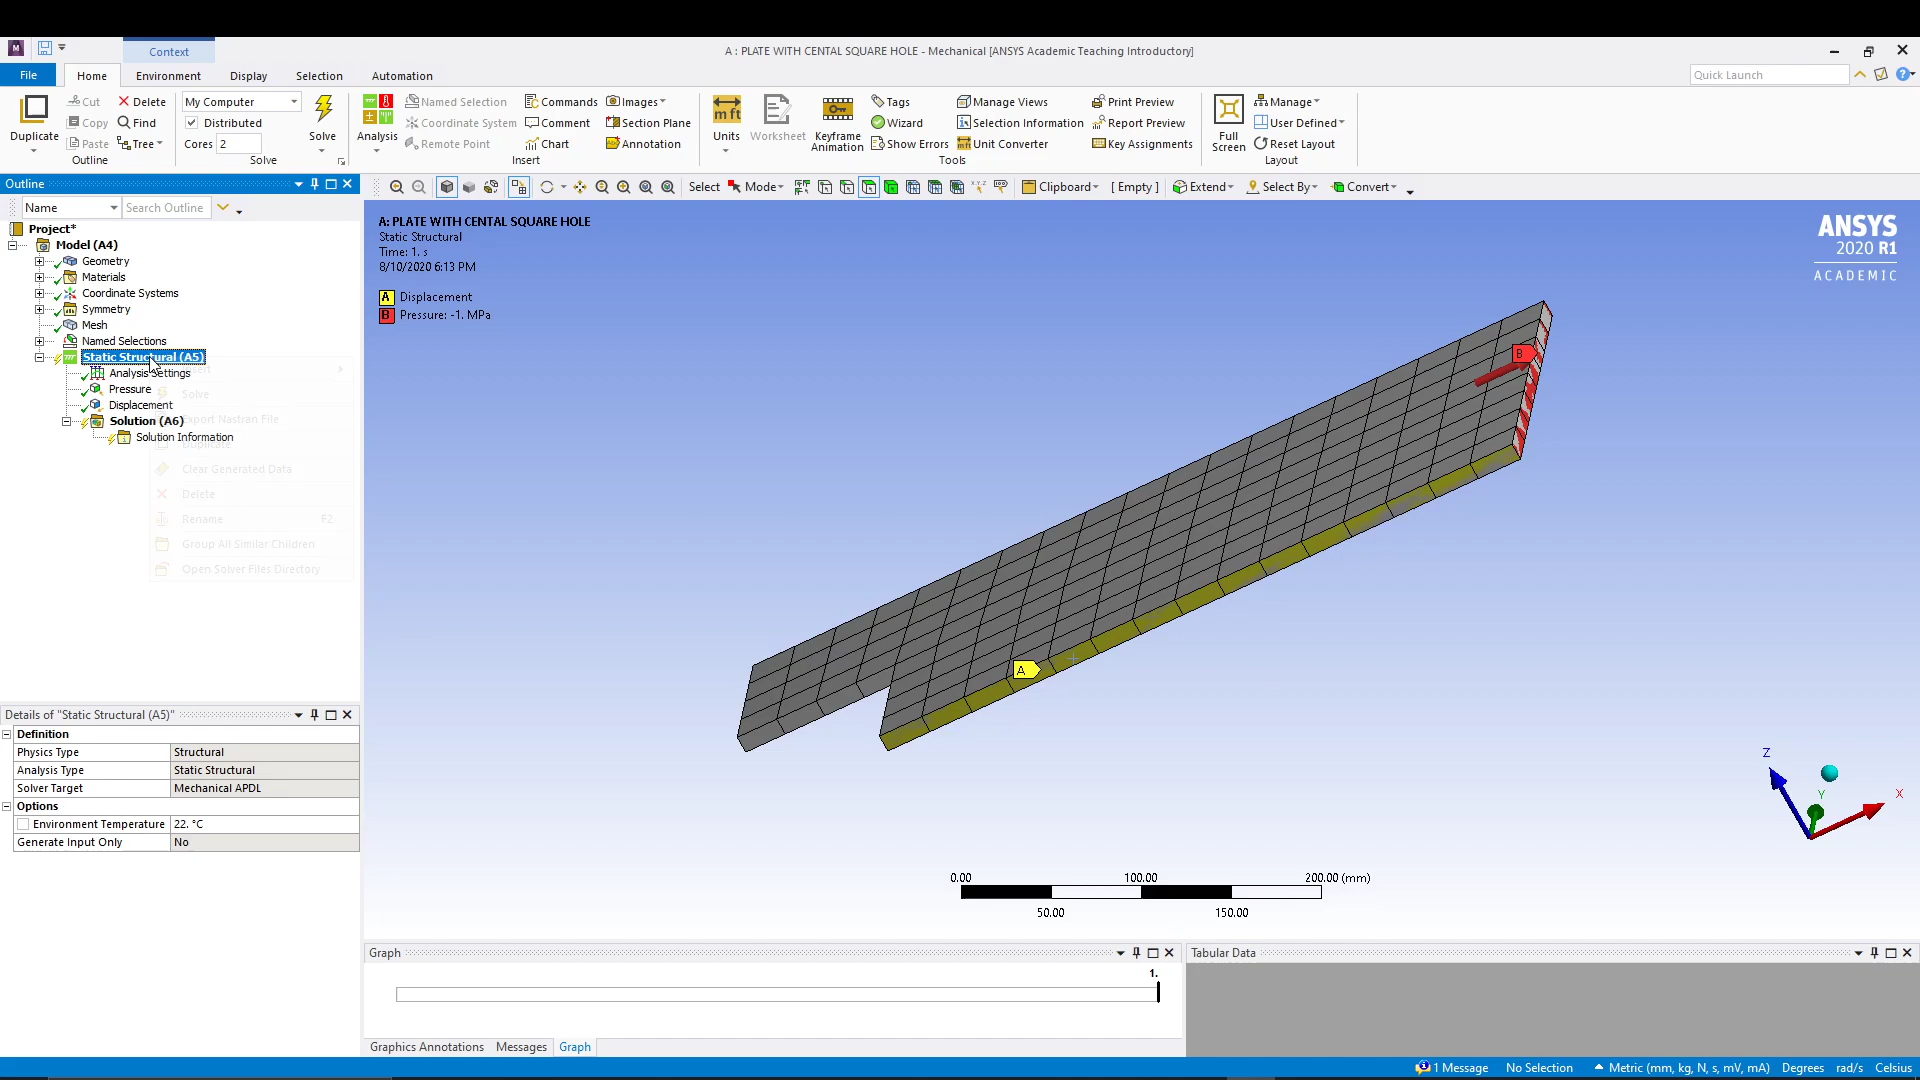 Context
A : PLATE WITH CENTAL SQUARE HOLE - Mechanical [ANSYS Academic Teaching Introductory]
File Home Environment Display Selection Automation
Quick Launch
Duplicate Cut Copy Paste Delete Find Tree
Outline
My Computer
Distributed
Cores 2
Solve
Solve
Analysis
Named Selection
Coordinate System
Remote Point
Commands
Comment
Chart
Images
Section Plane
Annotation
Insert
Units
Worksheet
Keyframe Animation
Tags
Wizard
Show Errors
Manage Views
Selection Information
Unit Converter
Print Preview
Report Preview
Key Assignments
Tools
Full Screen
Manage
User Defined
Reset Layout
Layout
Outline
Select Mode Clipboard [ Empty ] Extend Select By Convert
Name Search Outline
Project*
Model (A4)
Geometry
Materials
Coordinate Systems
Symmetry
Mesh
Named Selections
Static Structural (A5)
Analysis Settings
Pressure
Displacement
Solution (A6)
Solution Information
Solve
Export Nastran File
Duplicate
Clear Generated Data
Delete
Rename F2
Group All Similar Children
Open Solver Files Directory
A: PLATE WITH CENTAL SQUARE HOLE
Static Structural
Time: 1. s
8/10/2020 6:13 PM
A Displacement
B Pressure: -1. MPa
ANSYS
2020 R1
ACADEMIC
B
A
Z
Y
X
0.00 100.00 200.00 (mm)
50.00 150.00
Details of "Static Structural (A5)"
Definition
Physics Type Structural
Analysis Type Static Structural
Solver Target Mechanical APDL
Options
Environment Temperature 22. °C
Generate Input Only No
Graph
1.
Tabular Data
Graphics Annotations Messages Graph
1 Message No Selection Metric (mm, kg, N, s, mV, mA) Degrees rad/s Celsius